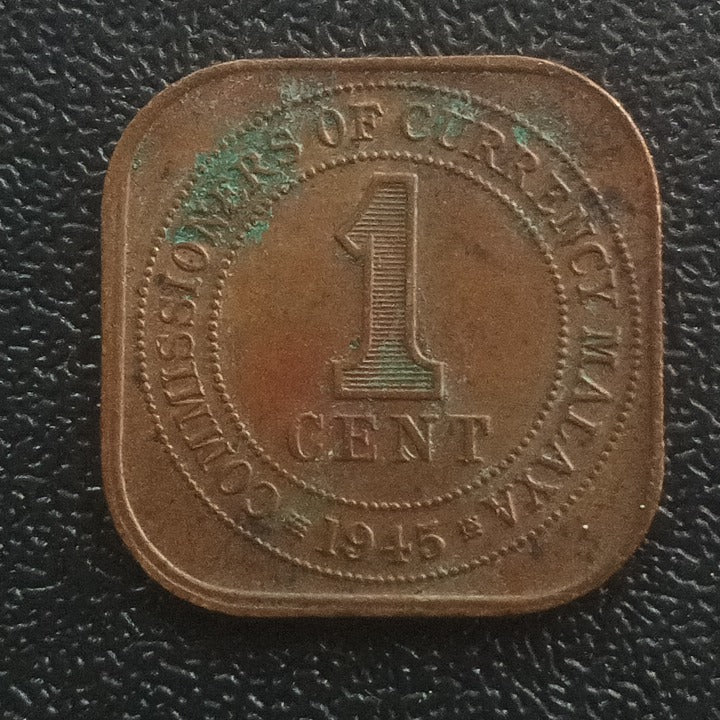 COMMISSIONERS OF CURRENCY MALAYA
1
CENT
1945